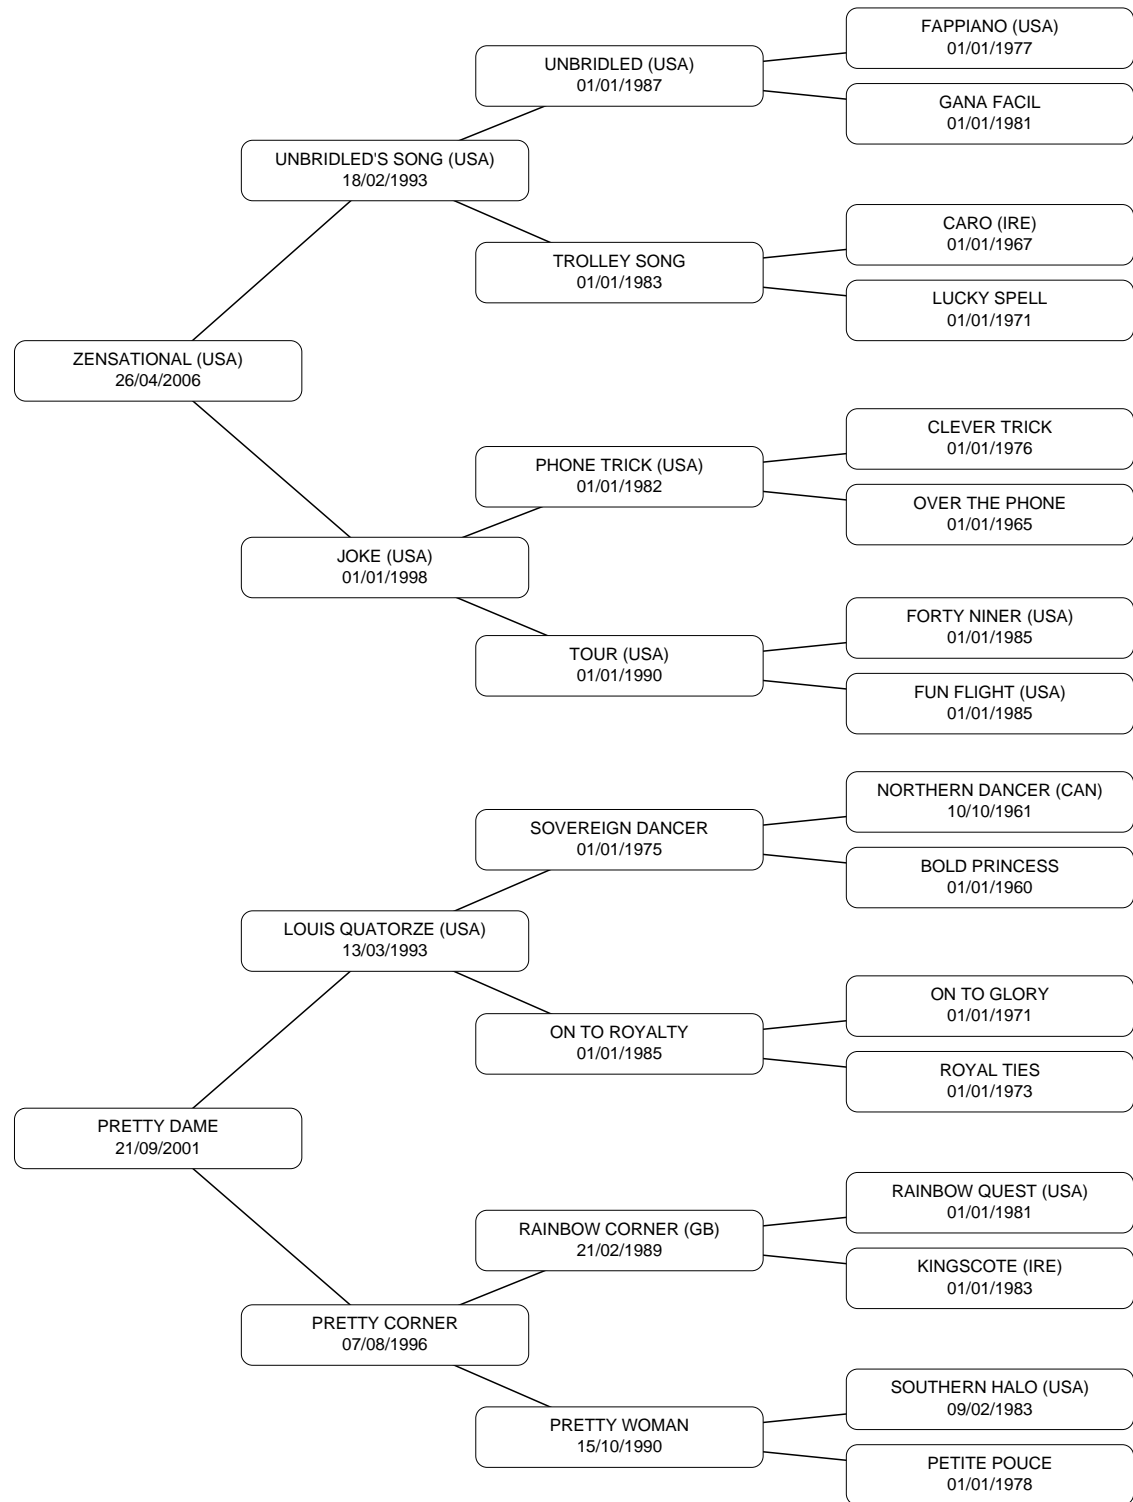 FAPPIANO (USA)
01/01/1977
UNBRIDLED (USA)
01/01/1987
GANA FACIL
01/01/1981
UNBRIDLED'S SONG (USA)
18/02/1993
CARO (IRE)
01/01/1967
TROLLEY SONG
01/01/1983
LUCKY SPELL
01/01/1971
ZENSATIONAL (USA)
26/04/2006
CLEVER TRICK
01/01/1976
PHONE TRICK (USA)
01/01/1982
OVER THE PHONE
01/01/1965
JOKE (USA)
01/01/1998
FORTY NINER (USA)
01/01/1985
TOUR (USA)
01/01/1990
FUN FLIGHT (USA)
01/01/1985
NORTHERN DANCER (CAN)
10/10/1961
SOVEREIGN DANCER
01/01/1975
BOLD PRINCESS
01/01/1960
LOUIS QUATORZE (USA)
13/03/1993
ON TO GLORY
01/01/1971
ON TO ROYALTY
01/01/1985
ROYAL TIES
01/01/1973
PRETTY DAME
21/09/2001
RAINBOW QUEST (USA)
01/01/1981
RAINBOW CORNER (GB)
21/02/1989
KINGSCOTE (IRE)
01/01/1983
PRETTY CORNER
07/08/1996
SOUTHERN HALO (USA)
09/02/1983
PRETTY WOMAN
15/10/1990
PETITE POUCE
01/01/1978